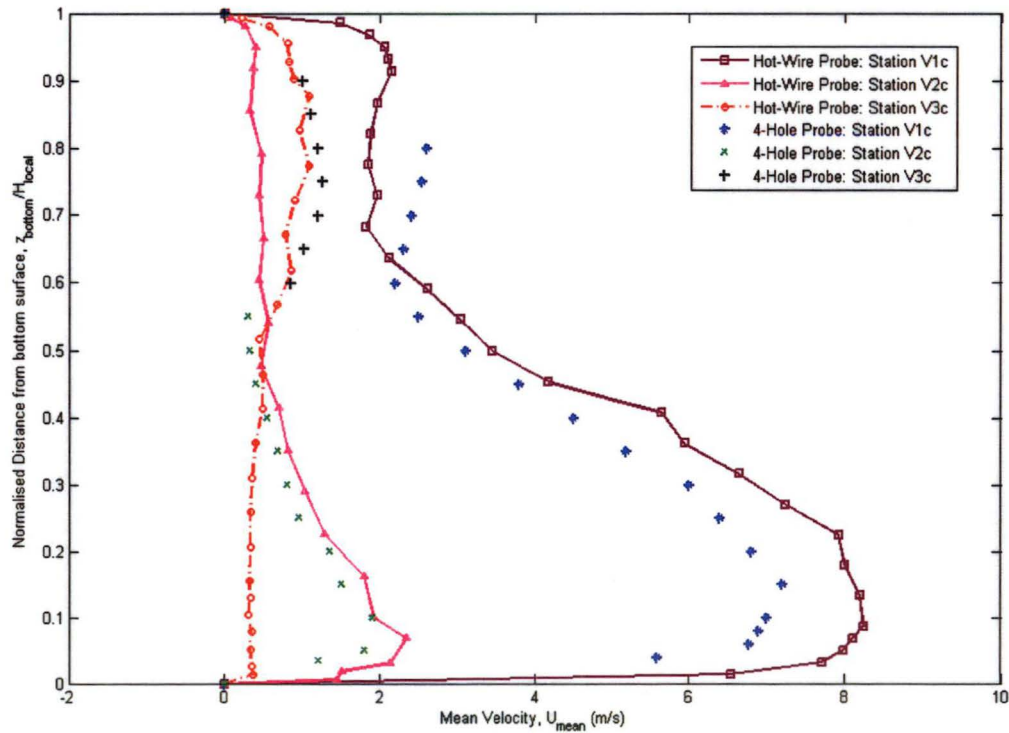 1
0.9
0.8
0.7
0.6
0.5
0.4
0.3
0.2
0.1
0
Normalised Distance from bottom surface, z_bottom/H_local
Hot-Wire Probe: Station V1c
Hot-Wire Probe: Station V2c
Hot-Wire Probe: Station V3c
4-Hole Probe: Station V1c
4-Hole Probe: Station V2c
4-Hole Probe: Station V3c
-2 0 2 4 6 8 10
Mean Velocity, U_mean (m/s)